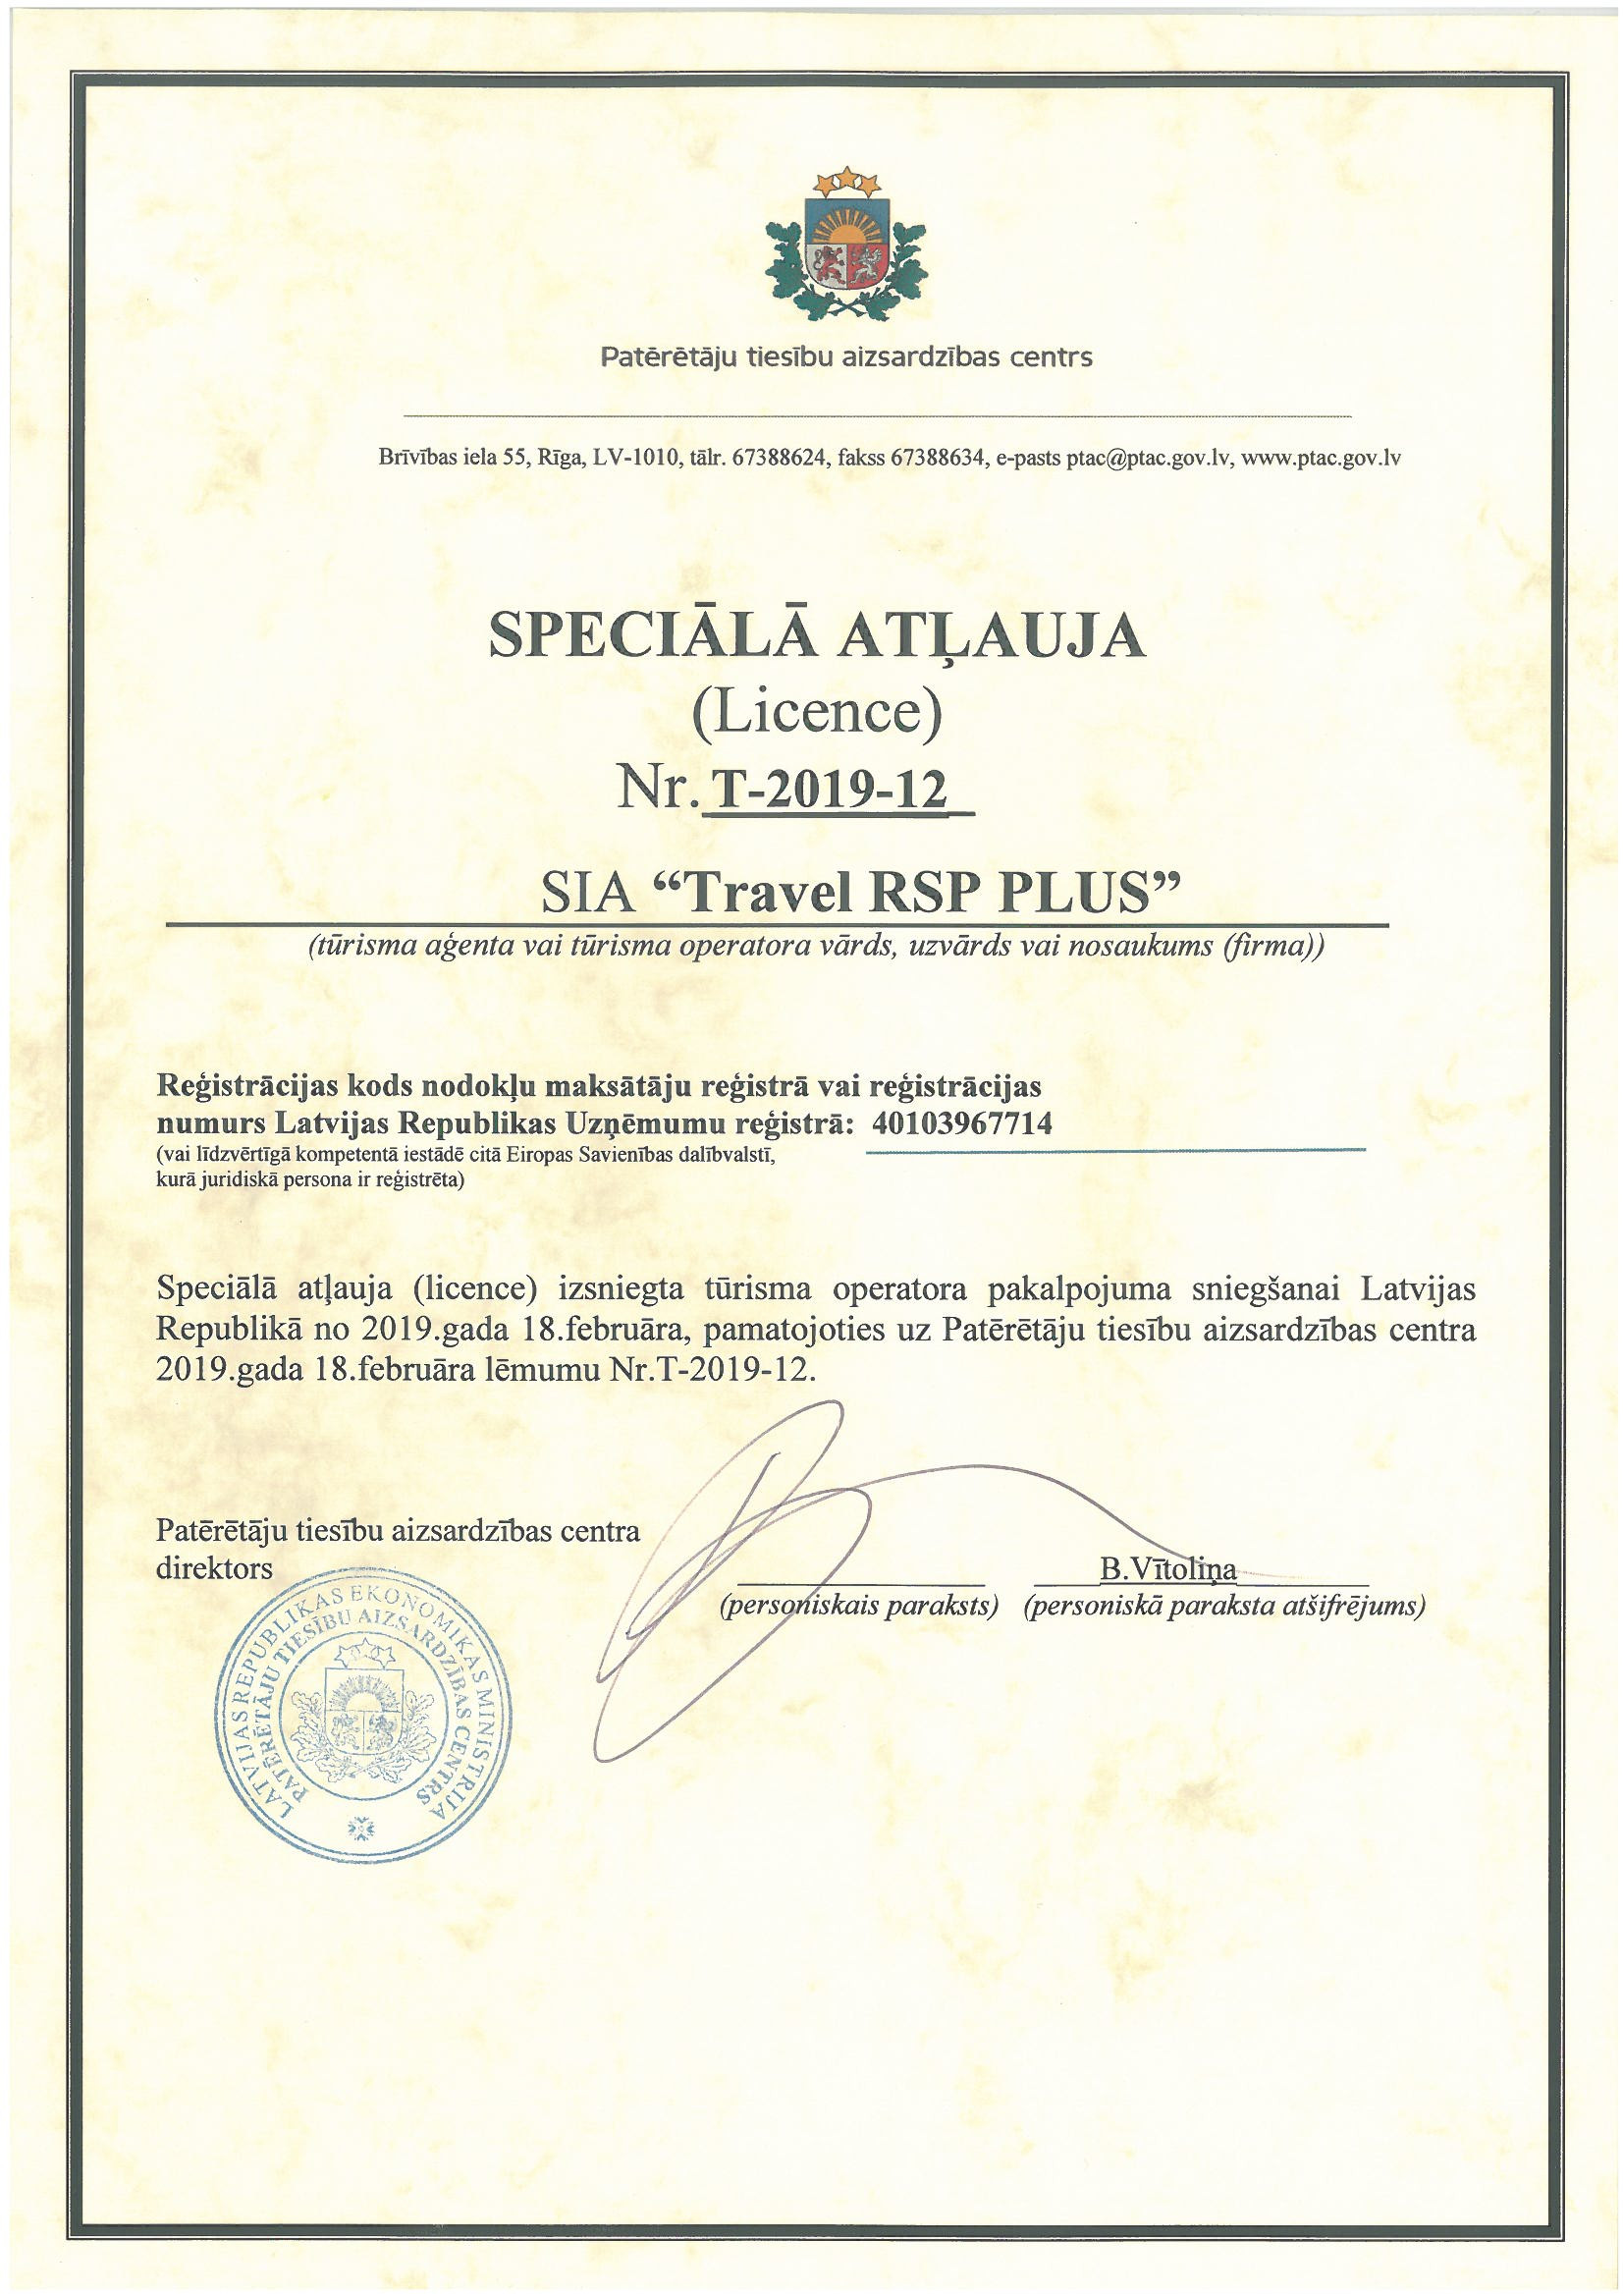 Patērētāju tiesību aizsardzības centrs
Brīvības iela 55, Rīga, LV-1010, tālr. 67388624, fakss 67388634, e-pasts ptac@ptac.gov.lv, www.ptac.gov.lv
SPECIĀLĀ ATĻAUJA
(Licence)
Nr. T-2019-12
SIA “Travel RSP PLUS”
(tūrisma aģenta vai tūrisma operatora vārds, uzvārds vai nosaukums (firma))
Reģistrācijas kods nodokļu maksātāju reģistrā vai reģistrācijas
numurs Latvijas Republikas Uzņēmumu reģistrā: 40103967714
(vai līdzvērtīgā kompetentā iestādē citā Eiropas Savienības dalībvalstī,
kurā juridiskā persona ir reģistrēta)
Speciālā atļauja (licence) izsniegta tūrisma operatora pakalpojuma sniegšanai Latvijas
Republikā no 2019.gada 18.februāra, pamatojoties uz Patērētāju tiesību aizsardzības centra
2019.gada 18.februāra lēmumu Nr.T-2019-12.
Patērētāju tiesību aizsardzības centra
direktors
B.Vītoliņa
(personiskais paraksts) (personiskā paraksta atšifrējums)
LATVIJAS REPUBLIKAS EKONOMIKAS MINISTRIJA
PATĒRĒTĀJU TIESĪBU AIZSARDZĪBAS CENTRS